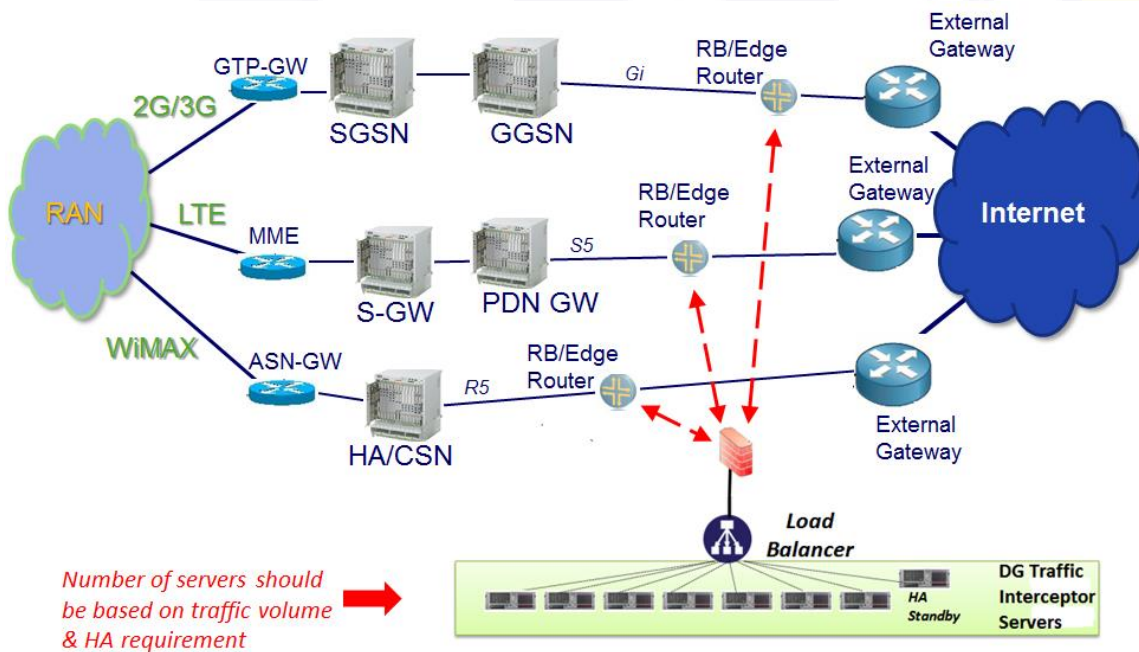 External
Gateway
RB/Edge
Router
GTP-GW
Gi
2G/3G
SGSN
GGSN
External
Gateway
RB/Edge
Router
RAN
LTE
Internet
MME
S5
S-GW
PDN GW
WiMAX
ASN-GW
RB/Edge
Router
R5
HA/CSN
External
Gateway
Load
Balancer
Number of servers should
be based on traffic volume
& HA requirement
HA
Standby
DG Traffic
Interceptor
Servers